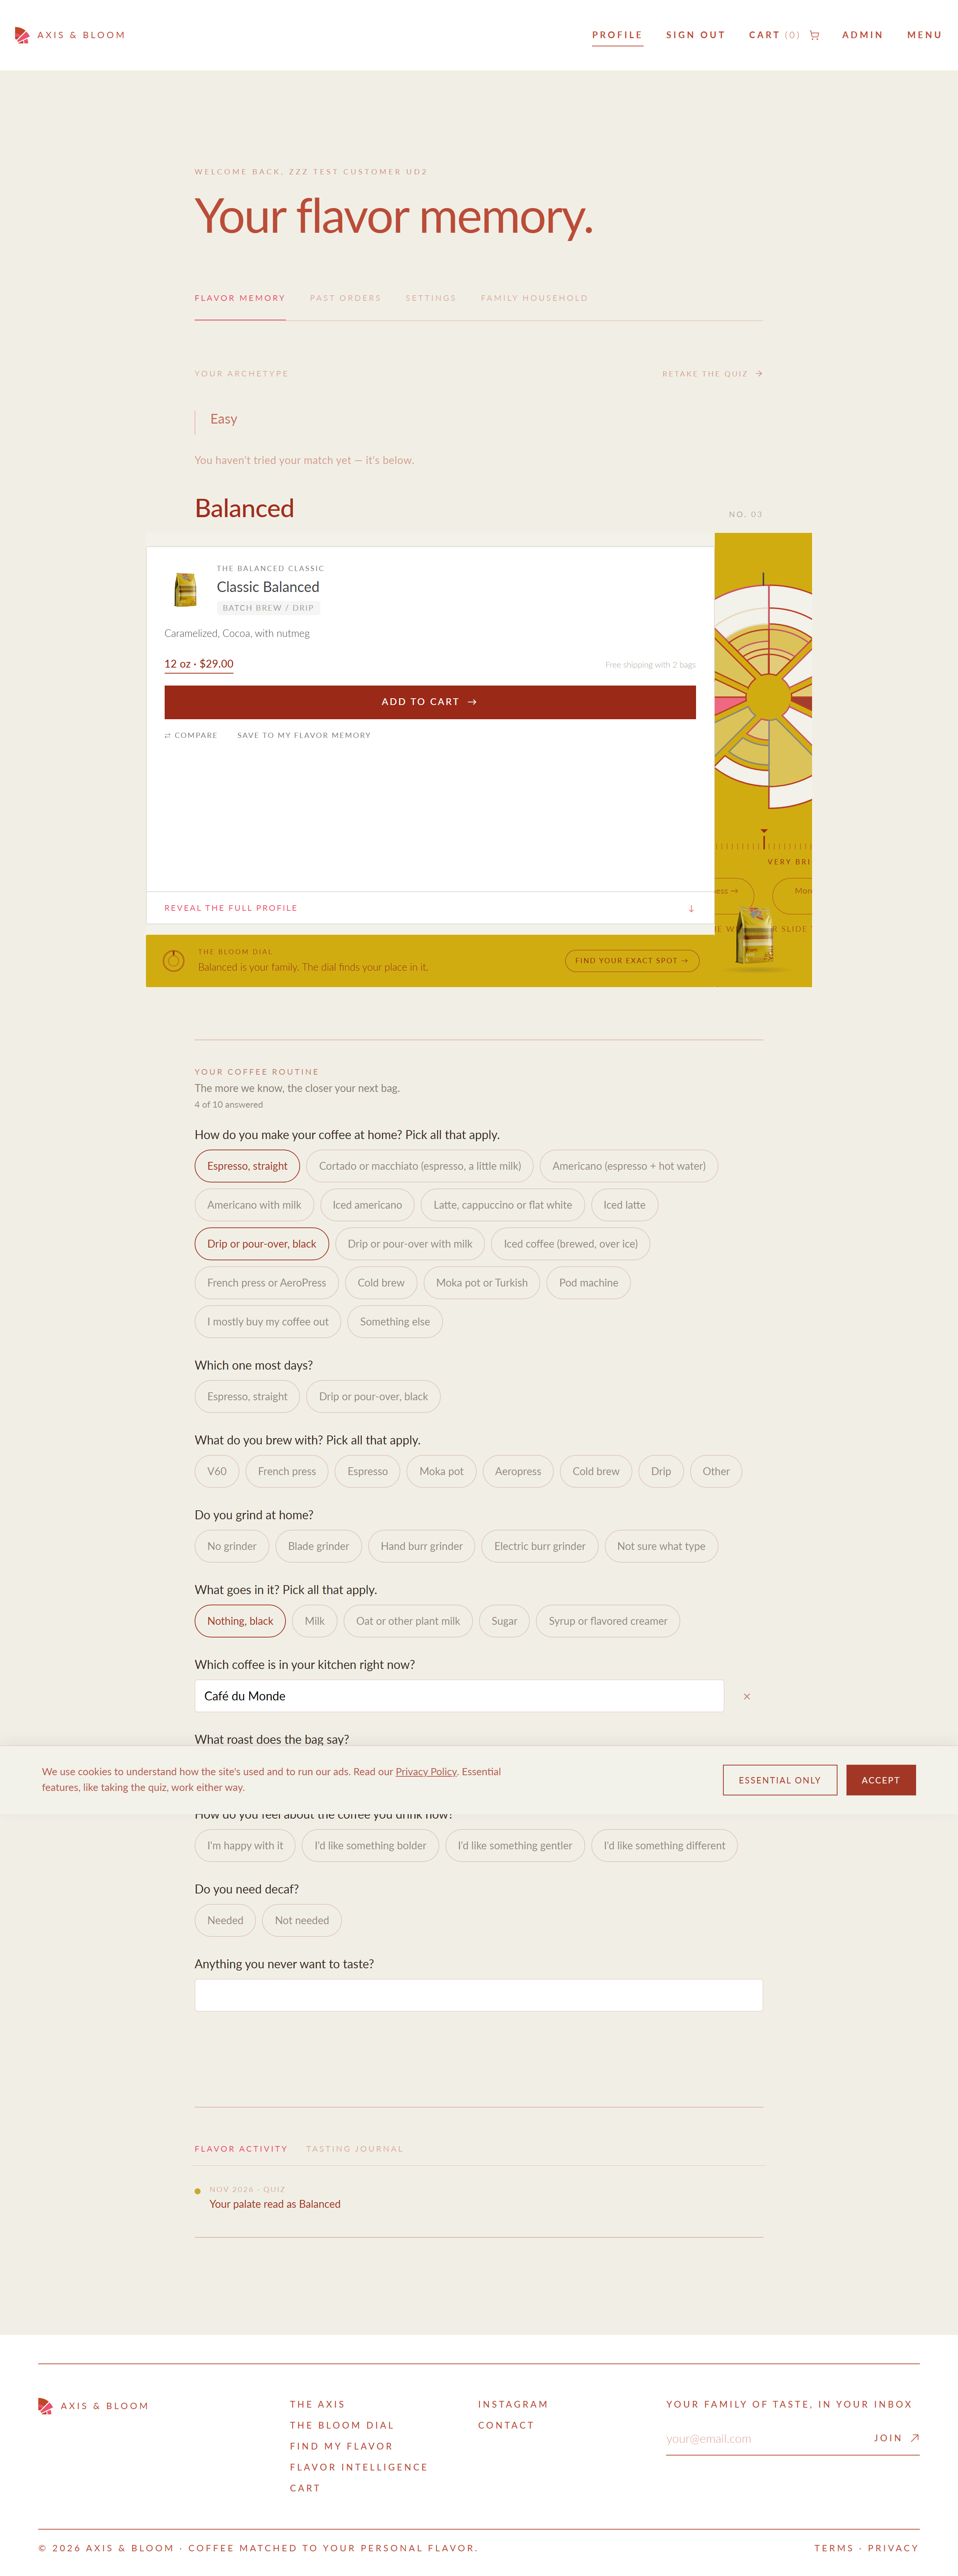 AXIS & BLOOM
PROFILE
SIGN OUT
CART (0)
ADMIN
MENU
WELCOME BACK, ZZZ TEST CUSTOMER UD2
Your flavor memory.
FLAVOR MEMORY
PAST ORDERS
SETTINGS
FAMILY HOUSEHOLD
YOUR ARCHETYPE
RETAKE THE QUIZ →
Easy
You haven't tried your match yet — it's below.
Balanced
NO. 03
THE BALANCED CLASSIC
Classic Balanced
BATCH BREW / DRIP
Caramelized, Cocoa, with nutmeg
12 oz · $29.00
Free shipping with 2 bags
ADD TO CART →
⇄ COMPARE
SAVE TO MY FLAVOR MEMORY
VERY BRI
ess →
Mor
R SLIDE
REVEAL THE FULL PROFILE ↓
THE BLOOM DIAL
Balanced is your family. The dial finds your place in it.
FIND YOUR EXACT SPOT →
YOUR COFFEE ROUTINE
The more we know, the closer your next bag.
4 of 10 answered
How do you make your coffee at home? Pick all that apply.
Espresso, straight
Cortado or macchiato (espresso, a little milk)
Americano (espresso + hot water)
Americano with milk
Iced americano
Latte, cappuccino or flat white
Iced latte
Drip or pour-over, black
Drip or pour-over with milk
Iced coffee (brewed, over ice)
French press or AeroPress
Cold brew
Moka pot or Turkish
Pod machine
I mostly buy my coffee out
Something else
Which one most days?
Espresso, straight
Drip or pour-over, black
What do you brew with? Pick all that apply.
V60
French press
Espresso
Moka pot
Aeropress
Cold brew
Drip
Other
Do you grind at home?
No grinder
Blade grinder
Hand burr grinder
Electric burr grinder
Not sure what type
What goes in it? Pick all that apply.
Nothing, black
Milk
Oat or other plant milk
Sugar
Syrup or flavored creamer
Which coffee is in your kitchen right now?
Café du Monde
×
What roast does the bag say?
We use cookies to understand how the site's used and to run our ads. Read our Privacy Policy. Essential
features, like taking the quiz, work either way.
ESSENTIAL ONLY
ACCEPT
How do you feel about the coffee you drink now?
I'm happy with it
I'd like something bolder
I'd like something gentler
I'd like something different
Do you need decaf?
Needed
Not needed
Anything you never want to taste?
FLAVOR ACTIVITY
TASTING JOURNAL
NOV 2026 · QUIZ
Your palate read as Balanced
AXIS & BLOOM
THE AXIS
THE BLOOM DIAL
FIND MY FLAVOR
FLAVOR INTELLIGENCE
CART
INSTAGRAM
CONTACT
YOUR FAMILY OF TASTE, IN YOUR INBOX
your@email.com
JOIN
© 2026 AXIS & BLOOM · COFFEE MATCHED TO YOUR PERSONAL FLAVOR.
TERMS · PRIVACY